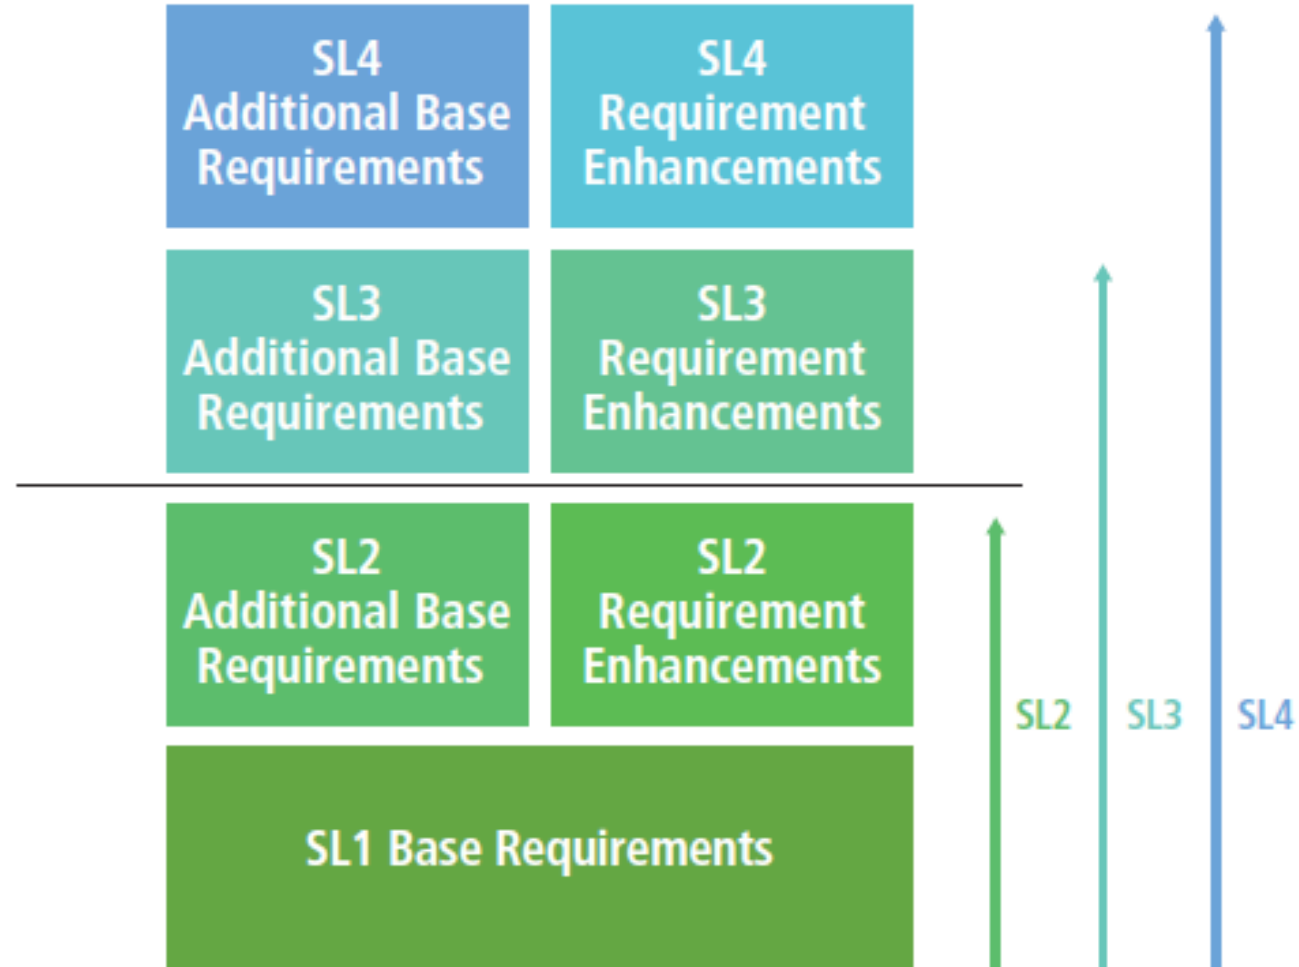 SL4
Additional Base
Requirements
SL4
Requirement
Enhancements
SL3
Additional Base
Requirements
SL3
Requirement
Enhancements
SL2
Additional Base
Requirements
SL2
Requirement
Enhancements
SL2
SL3
SL4
SL1 Base Requirements